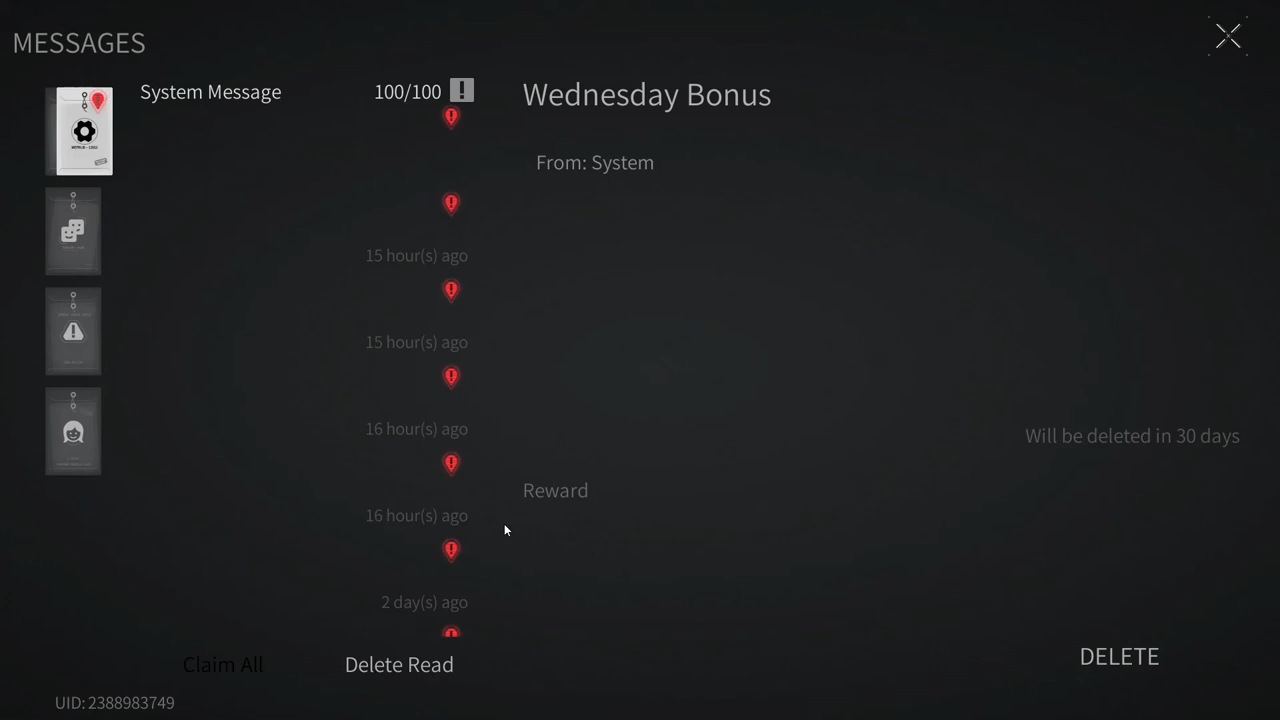 MESSAGES
System Message
100/100
Wednesday Bonus
From: System
15 hour(s) ago
15 hour(s) ago
16 hour(s) ago
Will be deleted in 30 days
Reward
16 hour(s) ago
2 day(s) ago
Claim All
Delete Read
DELETE
UID: 2388983749